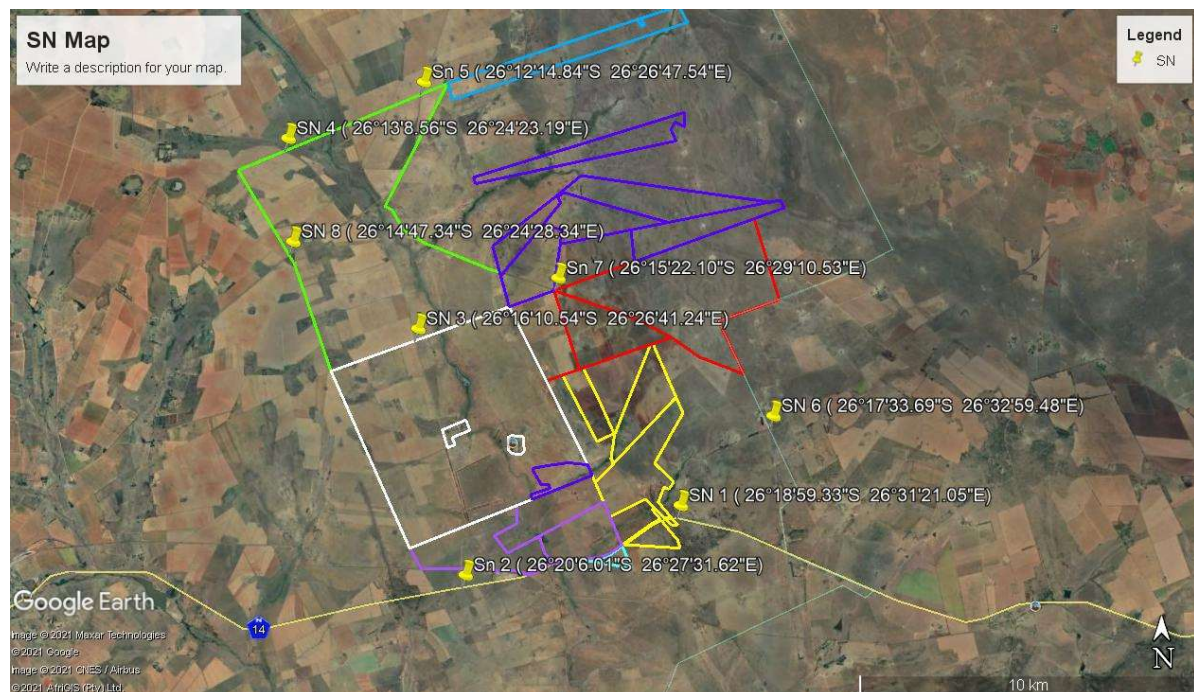 SN Map
Write a description for your map.
Legend
SN
Sn 5 ( 26°12'14.84"S 26°26'47.54"E)
SN 4 ( 26°13'8.56"S 26°24'23.19"E)
SN 8 ( 26°14'47.34"S 26°24'28.34"E)
Sn 7 ( 26°15'22.10"S 26°29'10.53"E)
SN 3 ( 26°16'10.54"S 26°26'41.24"E)
SN 6 ( 26°17'33.69"S 26°32'59.48"E)
SN 1 ( 26°18'59.33"S 26°31'21.05"E)
Sn 2 ( 26°20'6.01"S 26°27'31.62"E)
Google Earth
N
14
Image © 2021 Maxar Technologies
© 2021 Google
Image © 2021 CNES / Airbus
© 2021 AfriGIS (Pty) Ltd.
N
10 km